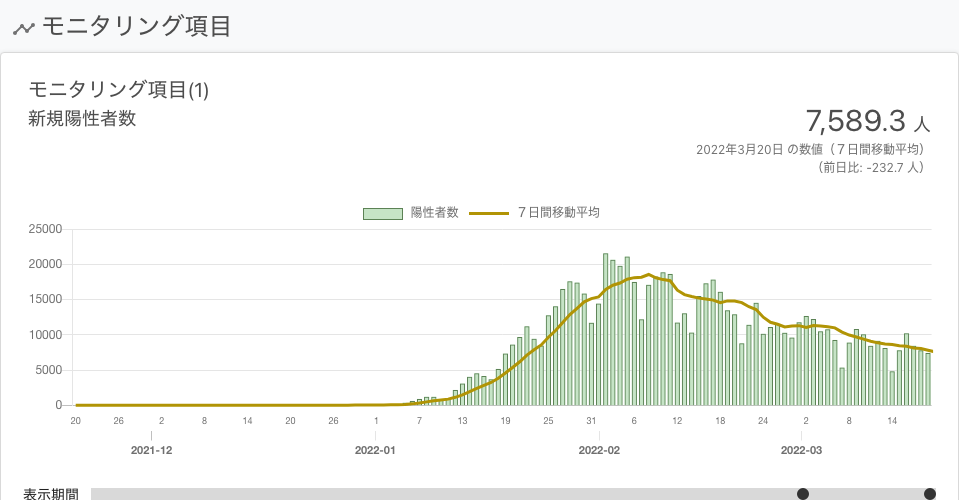 モニタリング項目
モニタリング項目(1)
新規陽性者数
7,589.3 人
2022年3月20日 の数値（７日間移動平均）
（前日比: -232.7 人）
陽性者数 ７日間移動平均
25000
20000
15000
10000
5000
0
20 26 2 8 14 20 26 1 7 13 19 25 31 6 12 18 24 2 8 14
2021-12 2022-01 2022-02 2022-03
表示期間